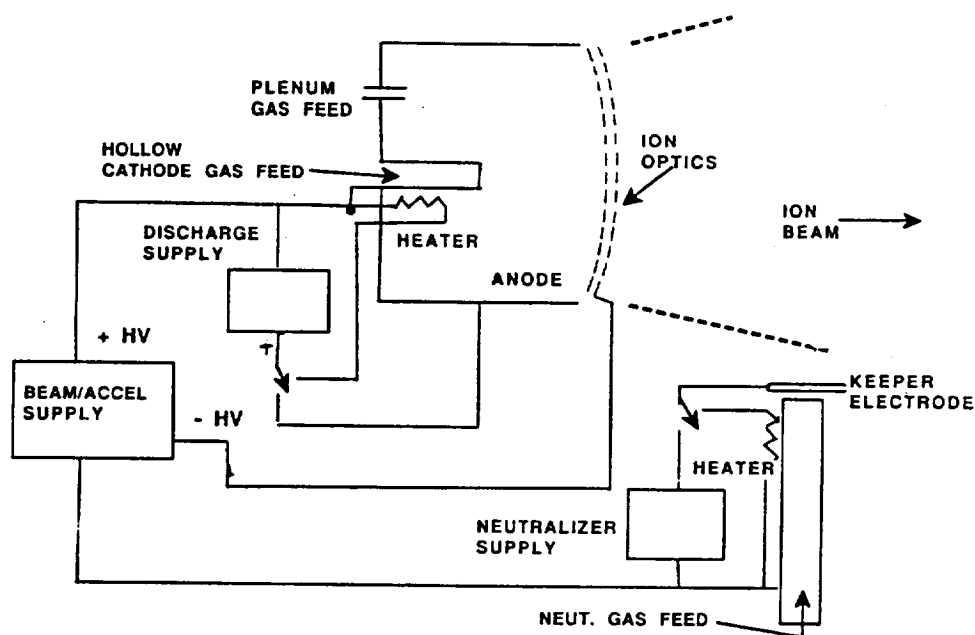 PLENUM
GAS FEED
HOLLOW
CATHODE GAS FEED
ION
OPTICS
ION
BEAM
DISCHARGE
SUPPLY
HEATER
ANODE
+ HV
+
BEAM/ACCEL
SUPPLY
- HV
KEEPER
ELECTRODE
HEATER
NEUTRALIZER
SUPPLY
NEUT. GAS FEED